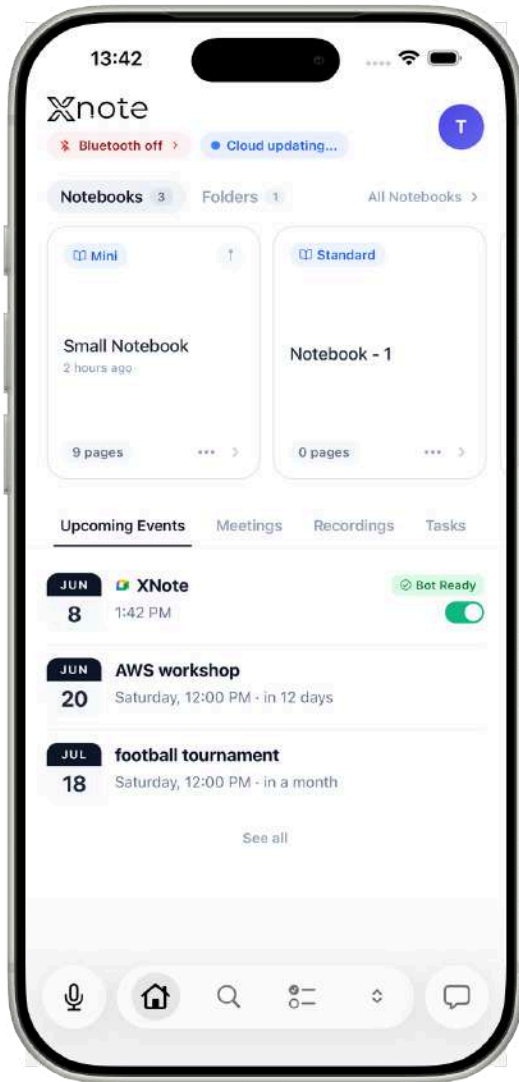 13:42
Xnote
Bluetooth off >
Cloud updating...
T
Notebooks 3
Folders 1
All Notebooks >
Mini
Small Notebook
2 hours ago
9 pages
Standard
Notebook - 1
0 pages
Upcoming Events
Meetings
Recordings
Tasks
JUN
8
XNote
1:42 PM
Bot Ready
JUN
20
AWS workshop
Saturday, 12:00 PM · in 12 days
JUL
18
football tournament
Saturday, 12:00 PM · in a month
See all